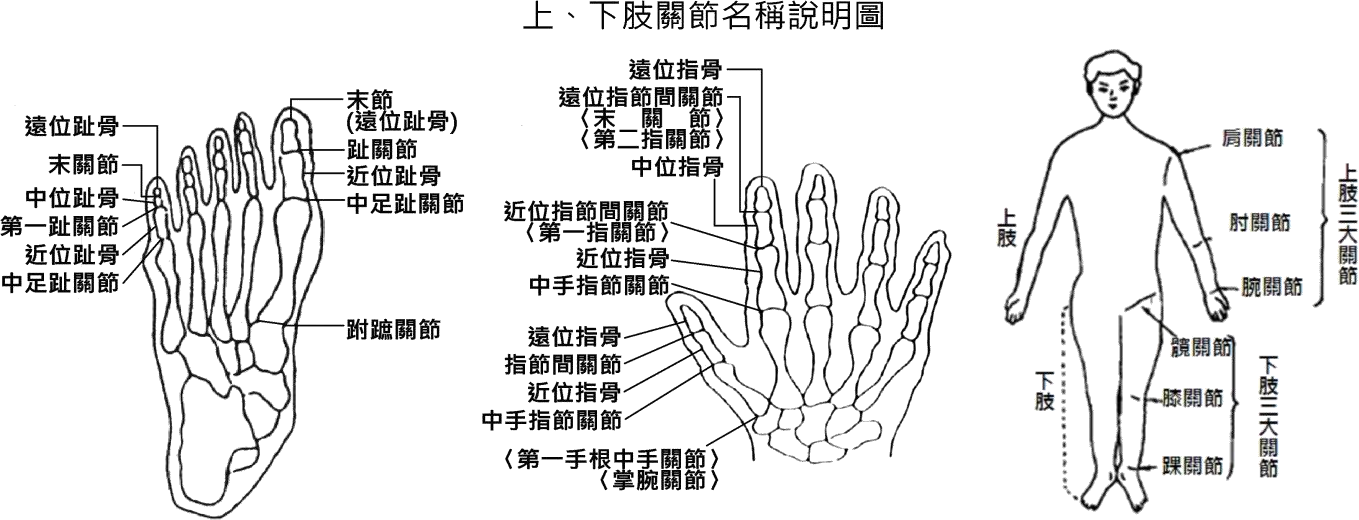 上、下肢關節名稱說明圖
遠位趾骨
末關節
中位趾骨
第一趾關節
近位趾骨
中足趾關節
末節
(遠位趾骨)
趾關節
近位趾骨
中足趾關節
跗蹠關節
遠位指骨
遠位指節間關節
〈末關節〉
〈第二指關節〉
中位指骨
近位指節間關節
〈第一指關節〉
近位指骨
中手指節關節
遠位指骨
指節間關節
近位指骨
中手指節關節
〈第一手根中手關節〉
〈掌腕關節〉
上肢
下肢
肩關節
肘關節
腕關節
上肢三大關節
髖關節
膝關節
踝關節
下肢三大關節